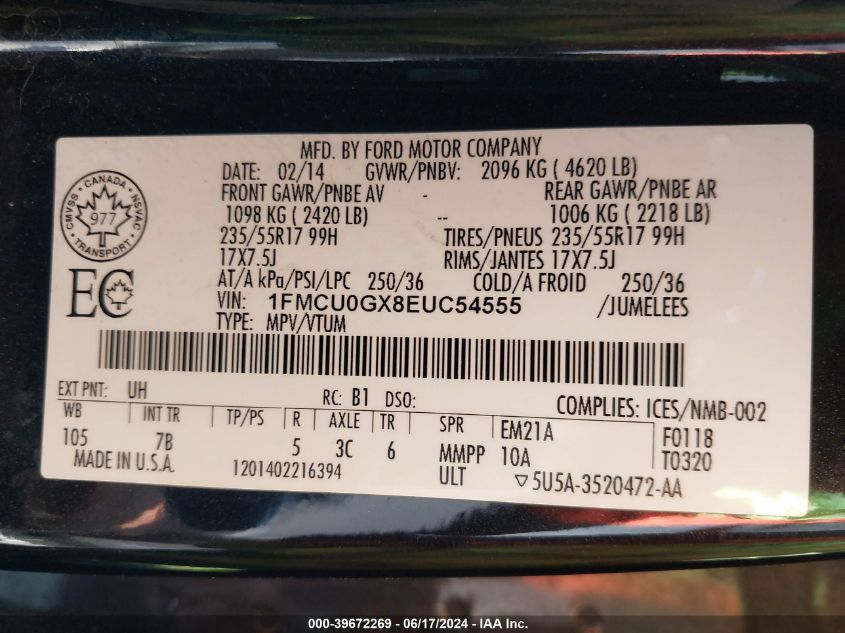 MFD. BY FORD MOTOR COMPANY
DATE: 02/14 GVWR/PNBV: 2096 KG ( 4620 LB)
FRONT GAWR/PNBE AV - REAR GAWR/PNBE AR
1098 KG ( 2420 LB) -- 1006 KG ( 2218 LB)
235/55R17 99H TIRES/PNEUS 235/55R17 99H
17X7.5J RIMS/JANTES 17X7.5J
AT/A kPa/PSI/LPC 250/36 COLD/A FROID 250/36
VIN: 1FMCU0GX8EUC54555 /JUMELEES
TYPE: MPV/VTUM
CANADA
CMVSS 977 NSVAC
TRANSPORT
EC
EXT PNT: UH RC: B1 DSO: COMPLIES: ICES/NMB-002
WB INT TR TP/PS R AXLE TR SPR EM21A F0118
105 7B 5 3C 6 MMPP 10A T0320
MADE IN U.S.A. 1201402216394 ULT ▽5U5A-3520472-AA
000-39672269 - 06/17/2024 - IAA Inc.